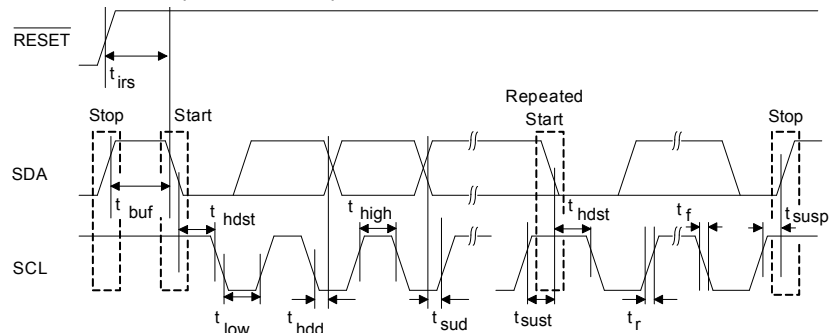 RESET
t irs
Stop
Start
Repeated
Start
Stop
SDA
t buf
t hdst
t high
t hdst
t f
t susp
SCL
t low
t hdd
t sud
t sust
t r